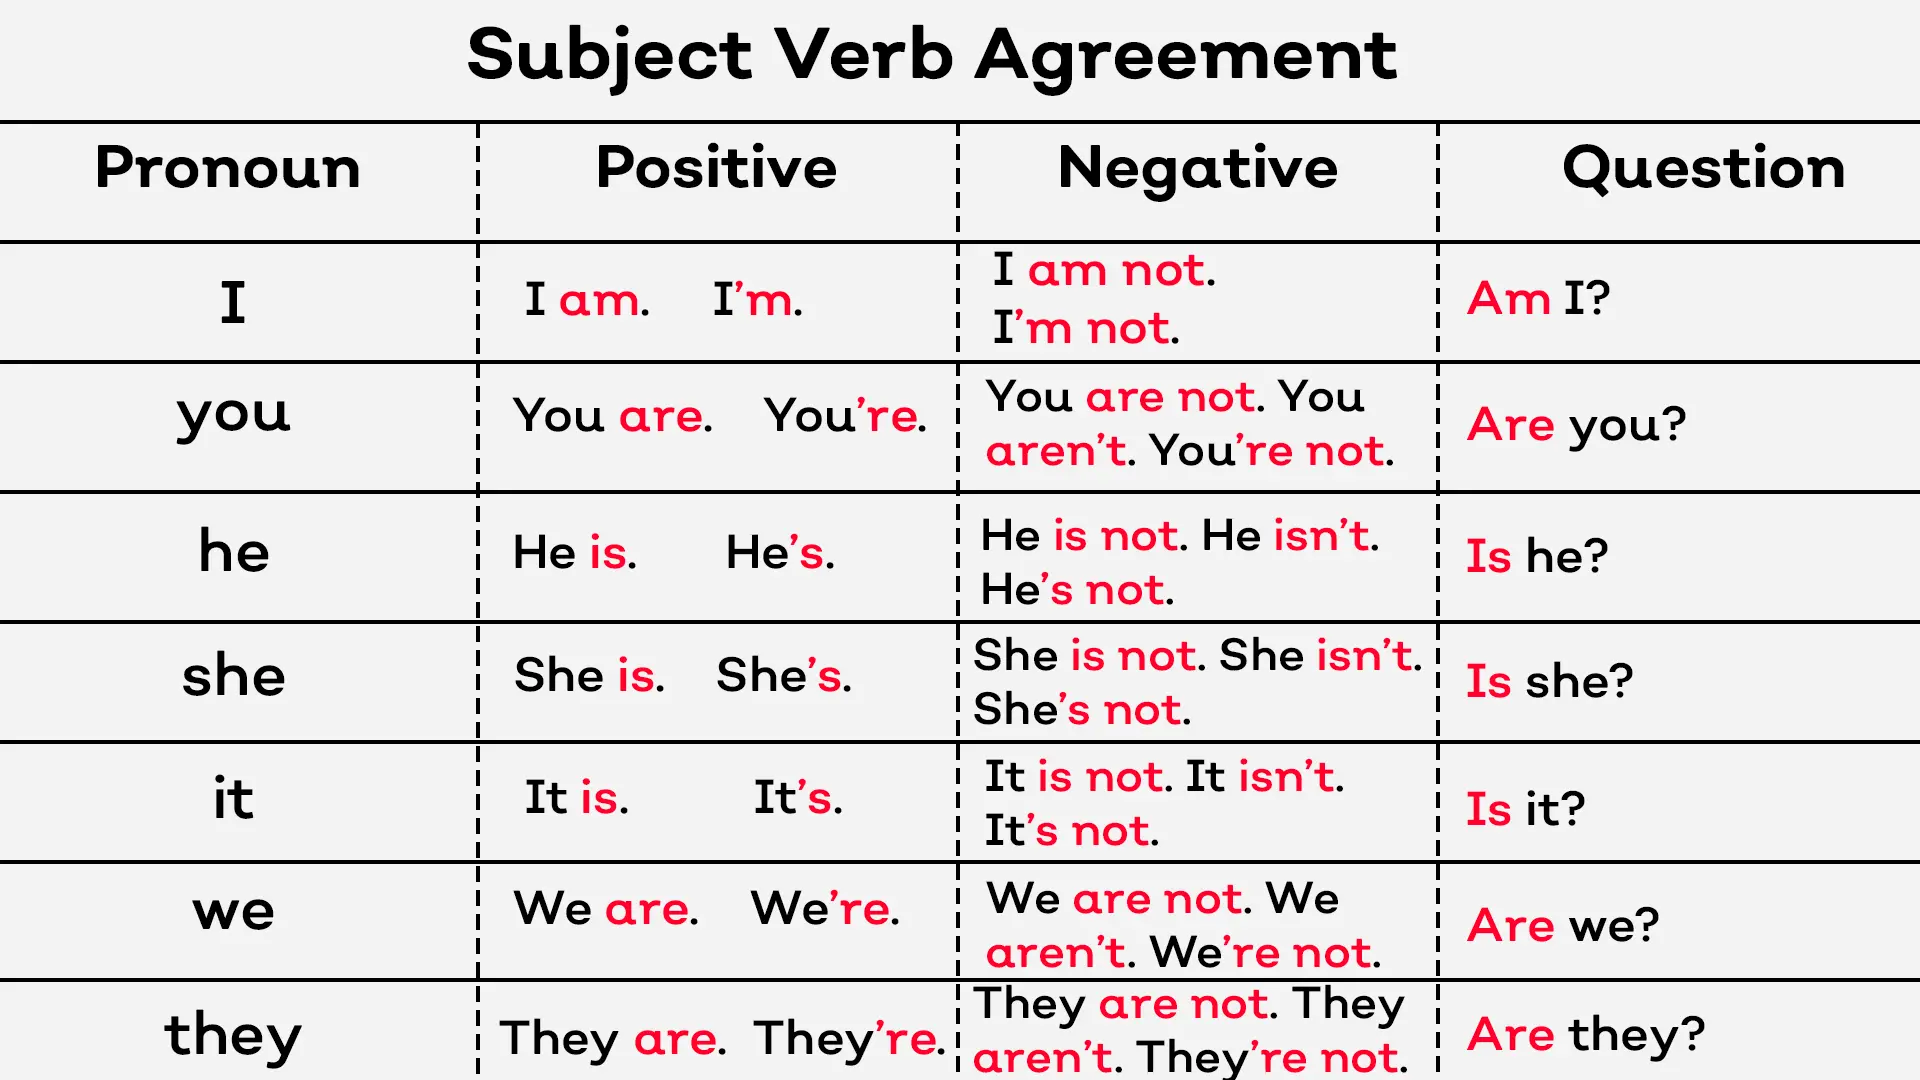 Subject Verb Agreement
Pronoun Positive Negative Question
I
I am. I’m.
I am not.
I’m not.
Am I?
you
You are. You’re.
You are not. You
aren’t. You’re not.
Are you?
he
He is. He’s.
He is not. He isn’t.
He’s not.
Is he?
she
She is. She’s.
She is not. She isn’t.
She’s not.
Is she?
it
It is. It’s.
It is not. It isn’t.
It’s not.
Is it?
we
We are. We’re.
We are not. We
aren’t. We’re not.
Are we?
they
They are. They’re.
They are not. They
aren’t. They’re not.
Are they?